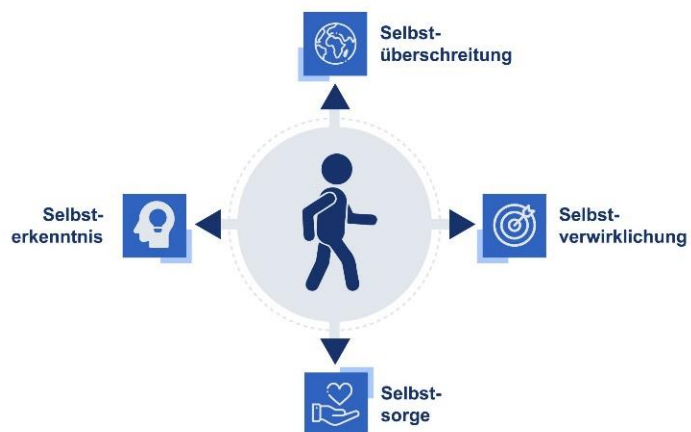 Selbst-
überschreitung
Selbst-
erkenntnis
Selbst-
verwirklichung
Selbst-
sorge